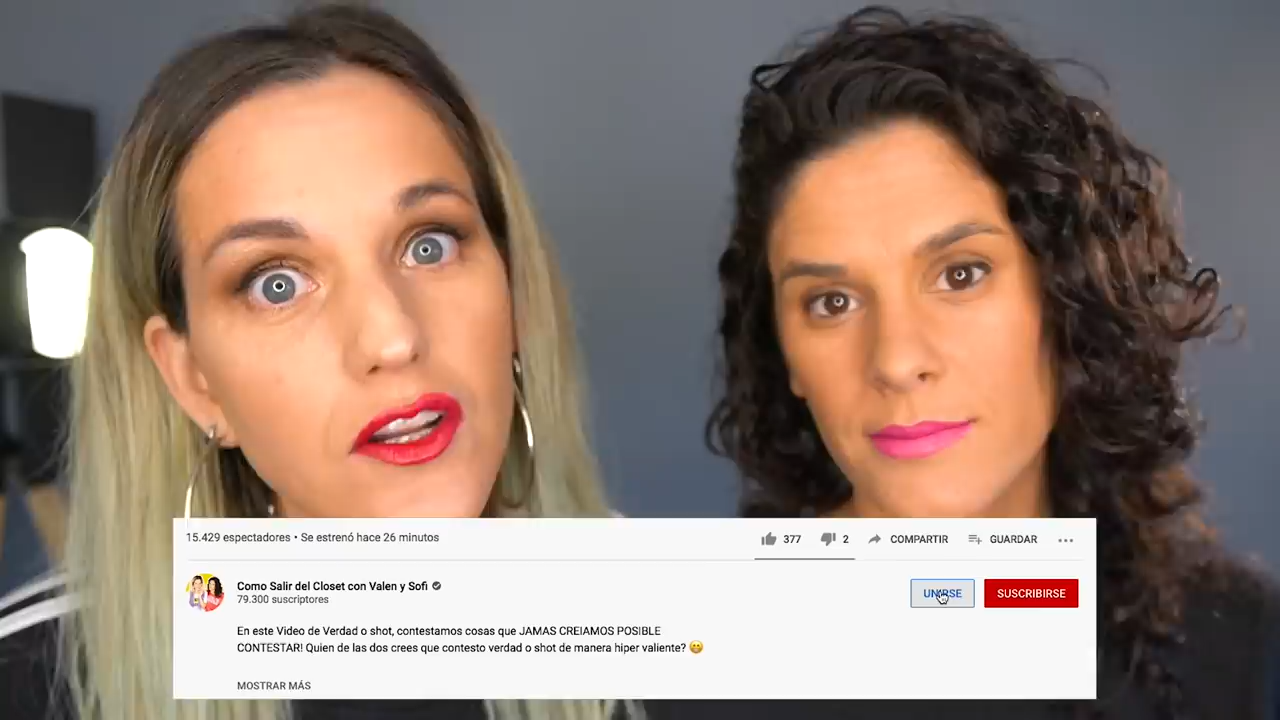 15.429 espectadores • Se estrenó hace 26 minutos
377
2
COMPARTIR
GUARDAR
Como Salir del Closet con Valen y Sofi
79.300 suscriptores
UNIRSE
SUSCRIBIRSE
En este Video de Verdad o shot, contestamos cosas que JAMAS CREIAMOS POSIBLE
CONTESTAR! Quien de las dos crees que contesto verdad o shot de manera hiper valiente? 😬
MOSTRAR MÁS